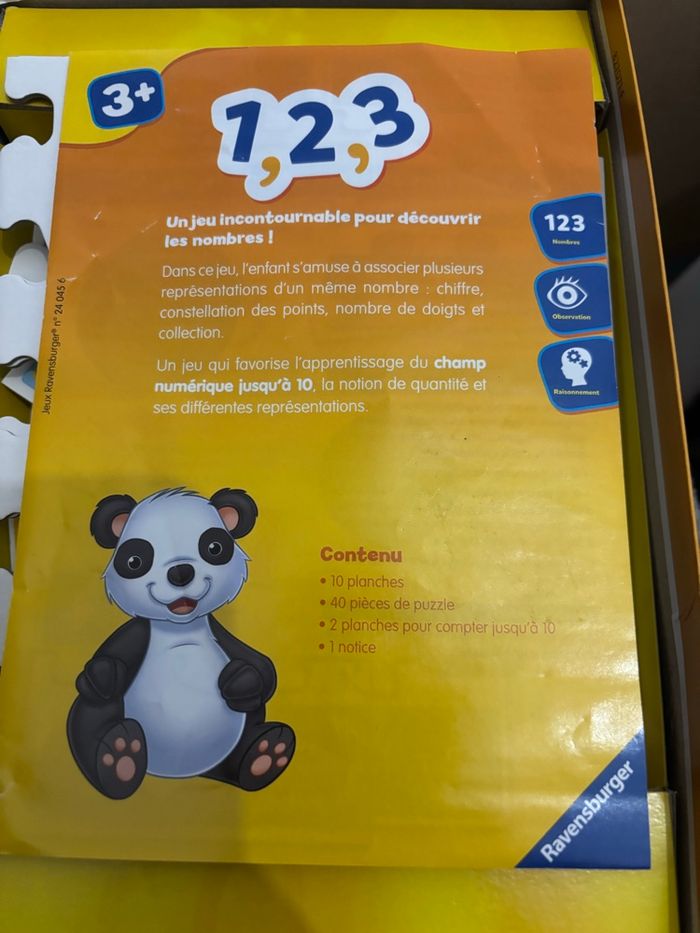 3+
1,2,3
Un jeu incontournable pour découvrir
les nombres !
Dans ce jeu, l'enfant s'amuse à associer plusieurs
représentations d'un même nombre : chiffre,
constellation des points, nombre de doigts et
collection.
Un jeu qui favorise l'apprentissage du champ
numérique jusqu'à 10, la notion de quantité et
ses différentes représentations.
123
Nombres
Observation
Raisonnement
Jeux Ravensburger® n° 24 045 6
Contenu
• 10 planches
• 40 pièces de puzzle
• 2 planches pour compter jusqu'à 10
• 1 notice
Ravensburger